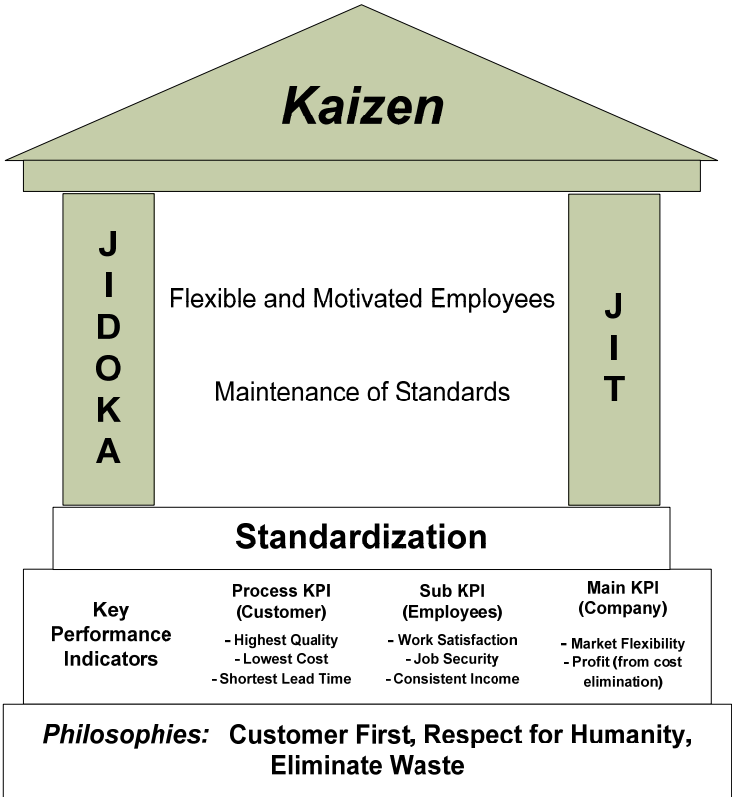 Kaizen
JIDOKA
Flexible and Motivated Employees
Maintenance of Standards
JIT
Standardization
Key
Performance
Indicators
Process KPI
(Customer)
- Highest Quality
- Lowest Cost
- Shortest Lead Time
Sub KPI
(Employees)
- Work Satisfaction
- Job Security
- Consistent Income
Main KPI
(Company)
- Market Flexibility
- Profit (from cost
elimination)
Philosophies: Customer First, Respect for Humanity,
Eliminate Waste